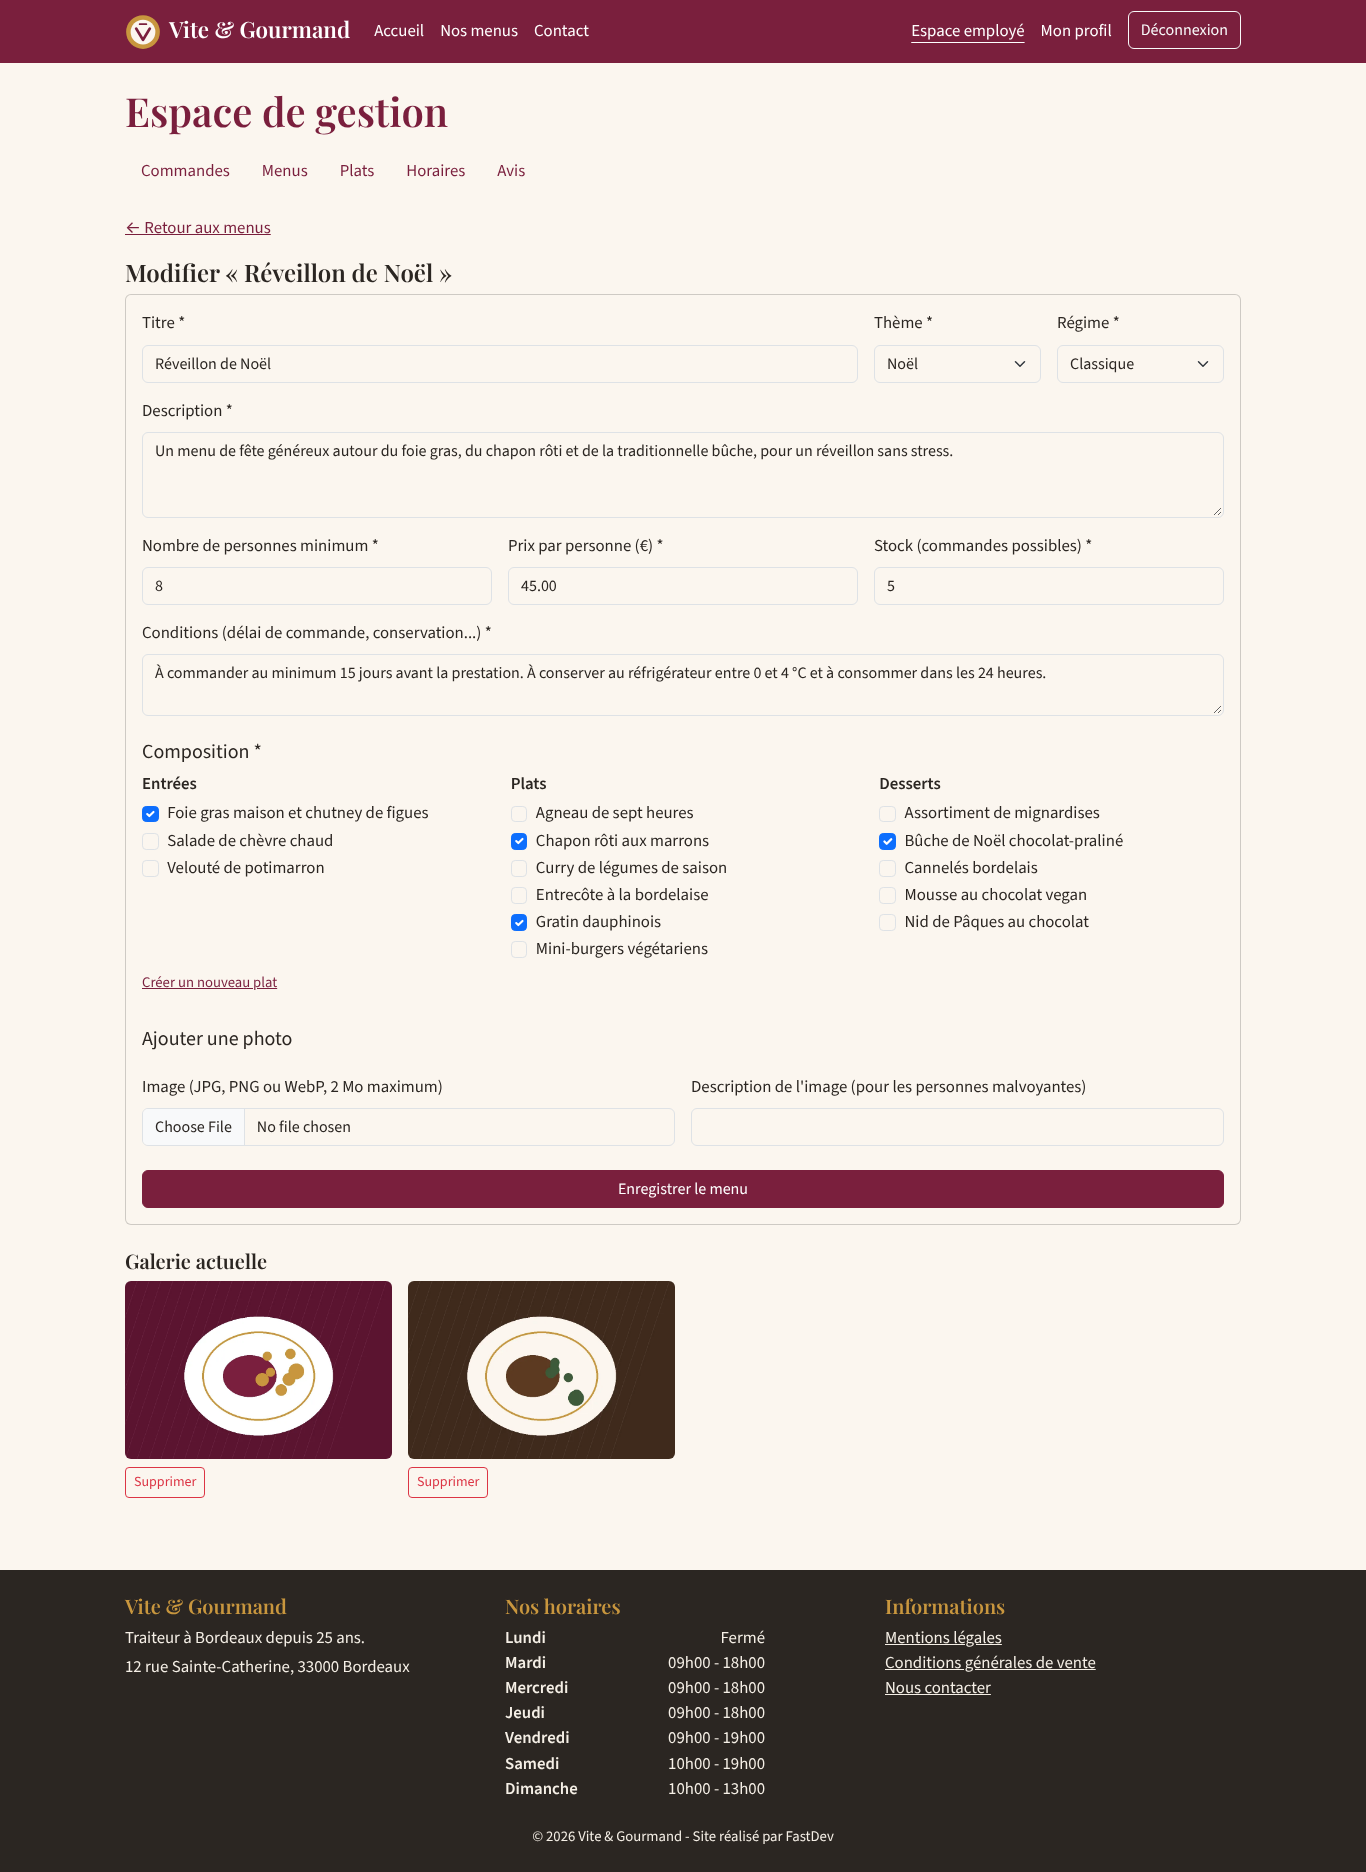 Vite & Gourmand Accueil Nos menus Contact Espace employé Mon profil Déconnexion
Espace de gestion
Commandes Menus Plats Horaires Avis
← Retour aux menus
Modifier « Réveillon de Noël »
Titre * Thème * Régime *
Réveillon de Noël Noël Classique
Description *
Un menu de fête généreux autour du foie gras, du chapon rôti et de la traditionnelle bûche, pour un réveillon sans stress.
Nombre de personnes minimum * Prix par personne (€) * Stock (commandes possibles) *
8 45.00 5
Conditions (délai de commande, conservation...) *
À commander au minimum 15 jours avant la prestation. À conserver au réfrigérateur entre 0 et 4 °C et à consommer dans les 24 heures.
Composition *
Entrées
Foie gras maison et chutney de figues
Salade de chèvre chaud
Velouté de potimarron
Plats
Agneau de sept heures
Chapon rôti aux marrons
Curry de légumes de saison
Entrecôte à la bordelaise
Gratin dauphinois
Mini-burgers végétariens
Desserts
Assortiment de mignardises
Bûche de Noël chocolat-praliné
Cannelés bordelais
Mousse au chocolat vegan
Nid de Pâques au chocolat
Créer un nouveau plat
Ajouter une photo
Image (JPG, PNG ou WebP, 2 Mo maximum) Description de l'image (pour les personnes malvoyantes)
Choose File No file chosen
Enregistrer le menu
Galerie actuelle
Supprimer Supprimer
Vite & Gourmand
Traiteur à Bordeaux depuis 25 ans.
12 rue Sainte-Catherine, 33000 Bordeaux
Nos horaires
Lundi Fermé
Mardi 09h00 - 18h00
Mercredi 09h00 - 18h00
Jeudi 09h00 - 18h00
Vendredi 09h00 - 19h00
Samedi 10h00 - 19h00
Dimanche 10h00 - 13h00
Informations
Mentions légales
Conditions générales de vente
Nous contacter
© 2026 Vite & Gourmand - Site réalisé par FastDev